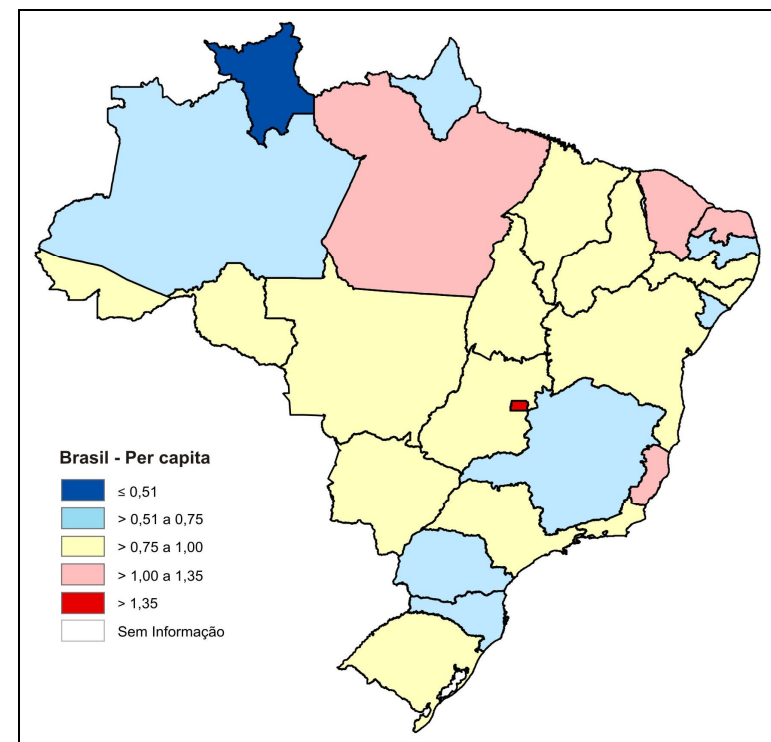 Brasil - Per capita
≤ 0,51
> 0,51 a 0,75
> 0,75 a 1,00
> 1,00 a 1,35
> 1,35
Sem Informação